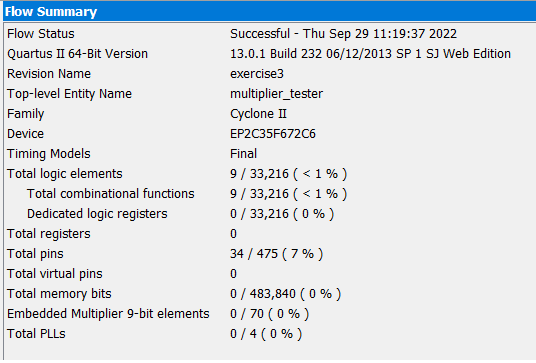 Flow Summary
Flow Status Successful - Thu Sep 29 11:19:37 2022
Quartus II 64-Bit Version 13.0.1 Build 232 06/12/2013 SP 1 SJ Web Edition
Revision Name exercise3
Top-level Entity Name multiplier_tester
Family Cyclone II
Device EP2C35F672C6
Timing Models Final
Total logic elements 9 / 33,216 ( < 1 % )
Total combinational functions 9 / 33,216 ( < 1 % )
Dedicated logic registers 0 / 33,216 ( 0 % )
Total registers 0
Total pins 34 / 475 ( 7 % )
Total virtual pins 0
Total memory bits 0 / 483,840 ( 0 % )
Embedded Multiplier 9-bit elements 0 / 70 ( 0 % )
Total PLLs 0 / 4 ( 0 % )